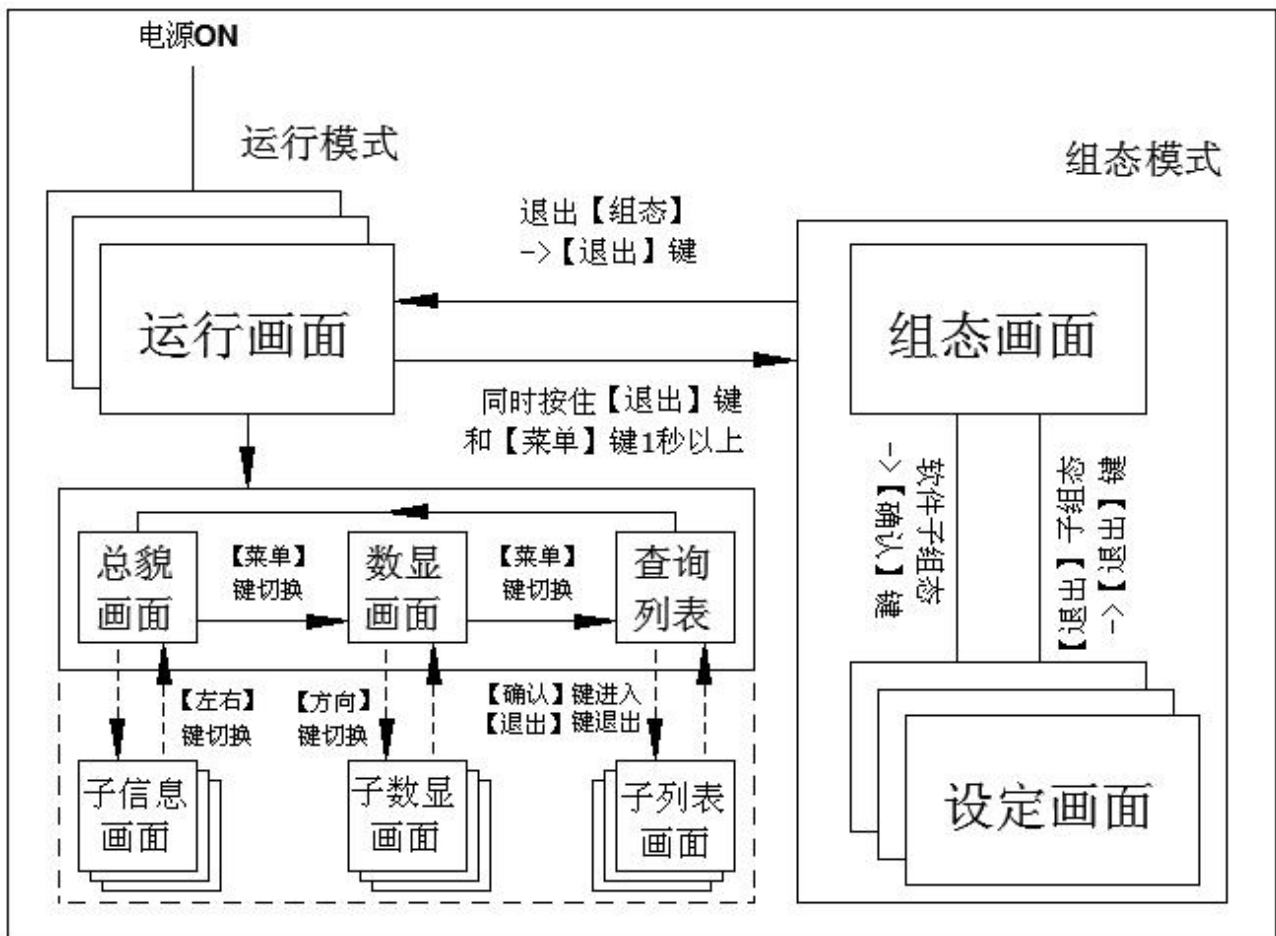 电源ON
运行模式
组态模式
退出【组态】
->【退出】键
运行画面
组态画面
同时按住【退出】键
和【菜单】键1秒以上
软件子组态
->【确认】键
【退出】子组态
->【退出】键
总貌
画面
【菜单】
键切换
数显
画面
【菜单】
键切换
查询
列表
【左右】
键切换
【方向】
键切换
【确认】键进入
【退出】键退出
子信息
画面
子数显
画面
子列表
画面
设定画面